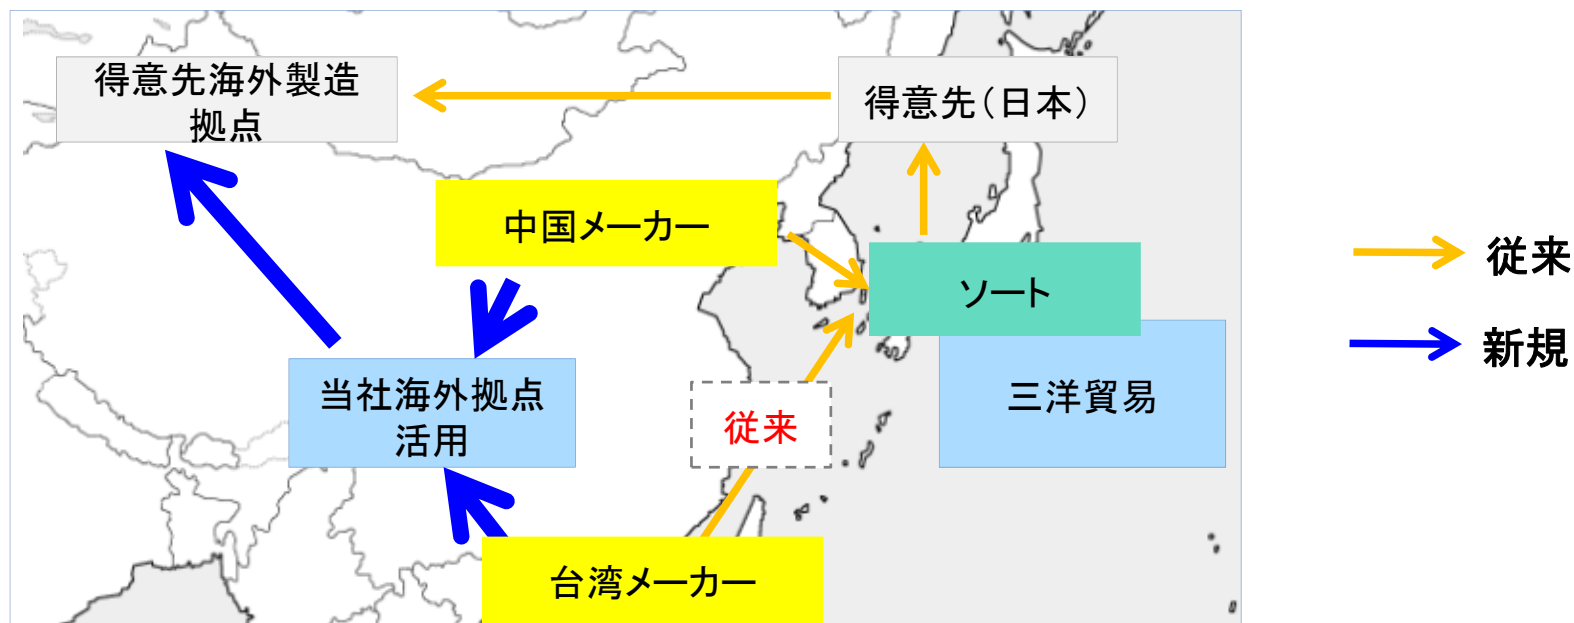 得意先海外製造
拠点
得意先（日本）
中国メーカー
ソート
従来
新規
当社海外拠点
活用
従来
三洋貿易
台湾メーカー